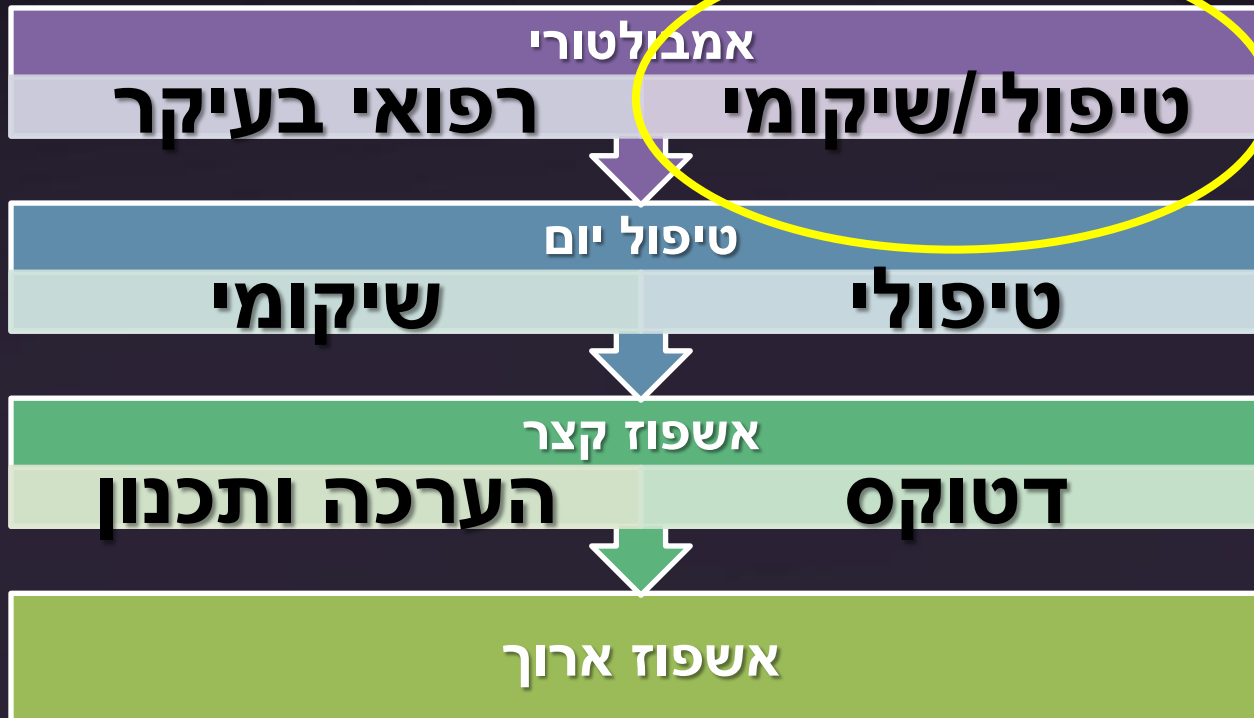 אמבולטורי
טיפולי/שיקומי רפואי בעיקר
טיפול יום
טיפולי שיקומי
אשפוז קצר
דטוקס הערכה ותכנון
אשפוז ארוך